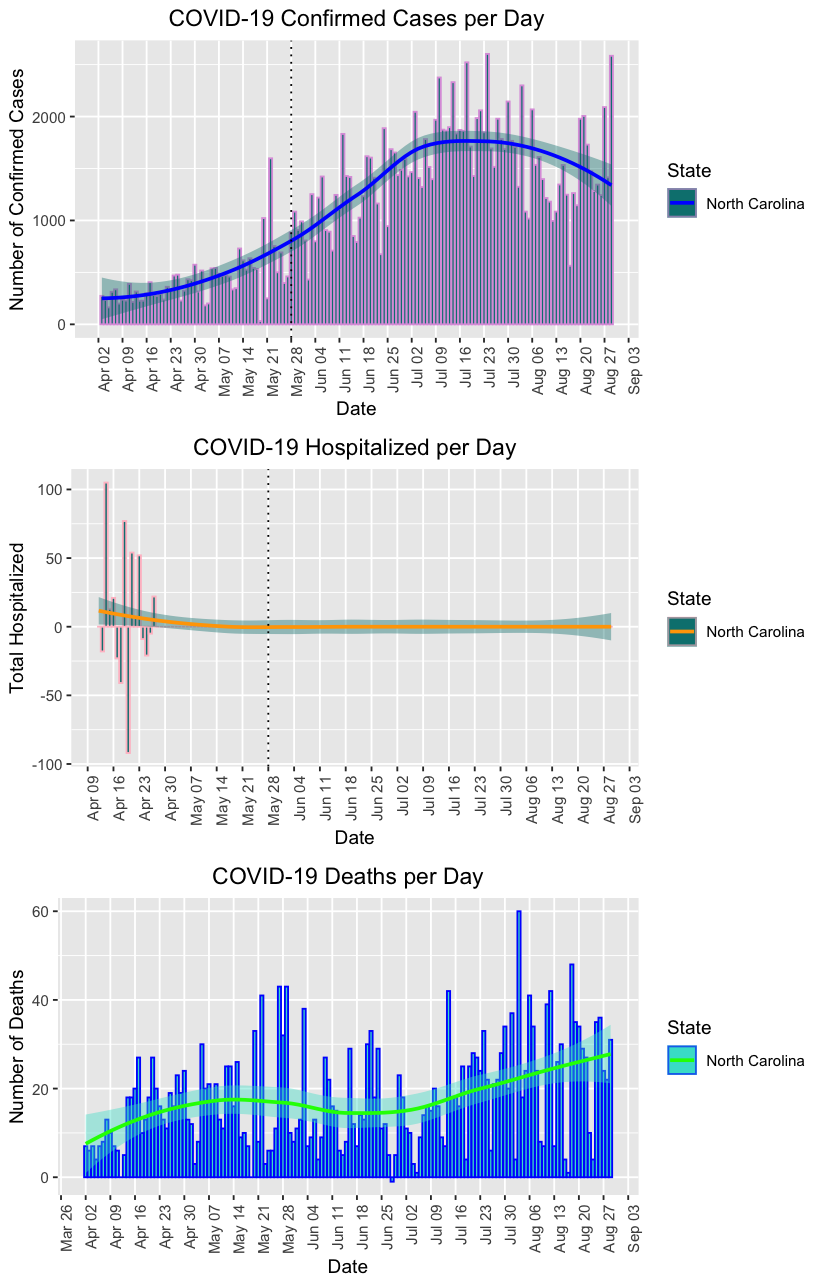 COVID-19 Confirmed Cases per Day
Number of Confirmed Cases
2000
1000
0
Apr 02
Apr 09
Apr 16
Apr 23
Apr 30
May 07
May 14
May 21
May 28
Jun 04
Jun 11
Jun 18
Jun 25
Jul 02
Jul 09
Jul 16
Jul 23
Jul 30
Aug 06
Aug 13
Aug 20
Aug 27
Sep 03
Date
State
North Carolina
COVID-19 Hospitalized per Day
Total Hospitalized
100
50
0
-50
-100
Apr 09
Apr 16
Apr 23
Apr 30
May 07
May 14
May 21
May 28
Jun 04
Jun 11
Jun 18
Jun 25
Jul 02
Jul 09
Jul 16
Jul 23
Jul 30
Aug 06
Aug 13
Aug 20
Aug 27
Sep 03
Date
State
North Carolina
COVID-19 Deaths per Day
Number of Deaths
60
40
20
0
Mar 26
Apr 02
Apr 09
Apr 16
Apr 23
Apr 30
May 07
May 14
May 21
May 28
Jun 04
Jun 11
Jun 18
Jun 25
Jul 02
Jul 09
Jul 16
Jul 23
Jul 30
Aug 06
Aug 13
Aug 20
Aug 27
Sep 03
Date
State
North Carolina